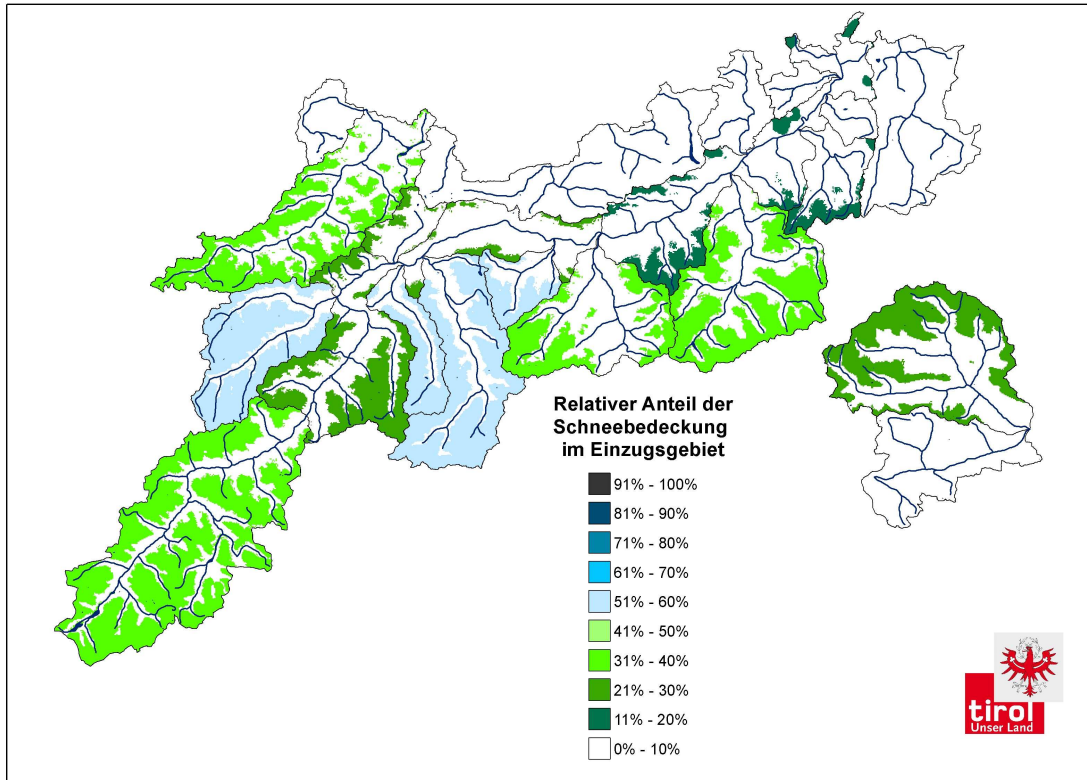 Relativer Anteil der
Schneebedeckung
im Einzugsgebiet
91% - 100%
81% - 90%
71% - 80%
61% - 70%
51% - 60%
41% - 50%
31% - 40%
21% - 30%
11% - 20%
0% - 10%
tirol
Unser Land